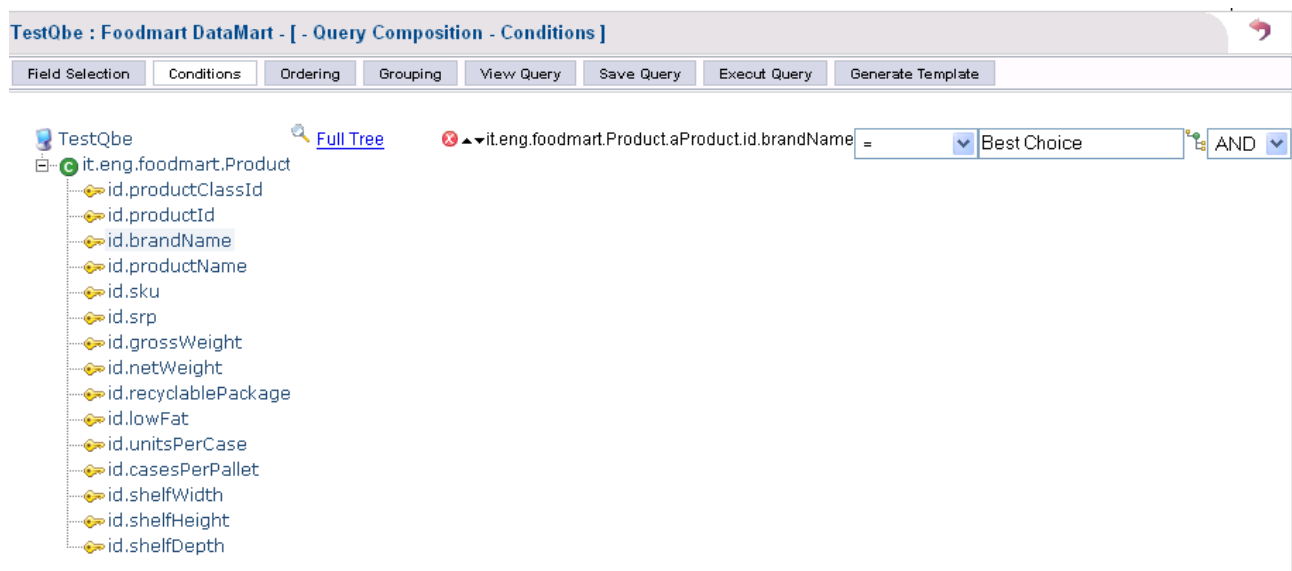 TestQbe : Foodmart DataMart - [ - Query Composition - Conditions ]
Field Selection Conditions Ordering Grouping View Query Save Query Execut Query Generate Template
TestQbe Full Tree it.eng.foodmart.Product.aProduct.id.brandName = Best Choice AND
it.eng.foodmart.Product
id.productClassId
id.productId
id.brandName
id.productName
id.sku
id.srp
id.grossWeight
id.netWeight
id.recyclablePackage
id.lowFat
id.unitsPerCase
id.casesPerPallet
id.shelfWidth
id.shelfHeight
id.shelfDepth